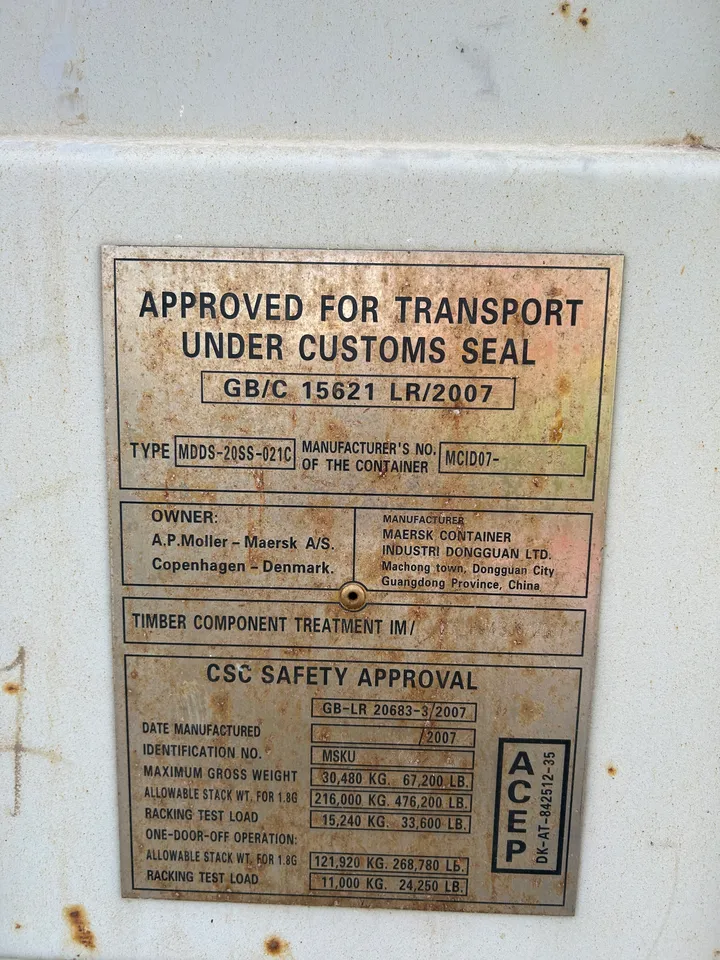 APPROVED FOR TRANSPORT
UNDER CUSTOMS SEAL
GB/C 15621 LR/2007
TYPE MDDS-20SS-021C MANUFACTURER'S NO. OF THE CONTAINER MCID07-
OWNER:
A.P.Moller - Maersk A/S.
Copenhagen - Denmark.
MANUFACTURER
MAERSK CONTAINER
INDUSTRI DONGGUAN LTD.
Machong town, Dongguan City
Guangdong Province, China
TIMBER COMPONENT TREATMENT IM/
CSC SAFETY APPROVAL
GB-LR 20683-3/2007
DATE MANUFACTURED /2007
IDENTIFICATION NO. MSKU
MAXIMUM GROSS WEIGHT 30,480 KG. 67,200 LB.
ALLOWABLE STACK WT. FOR 1.8G 216,000 KG. 476,200 LB.
RACKING TEST LOAD 15,240 KG. 33,600 LB.
ONE-DOOR-OFF OPERATION:
ALLOWABLE STACK WT. FOR 1.8G 121,920 KG. 268,780 Lb.
RACKING TEST LOAD 11,000 KG. 24,250 LB.
ACEP
DK-AT-842512-35